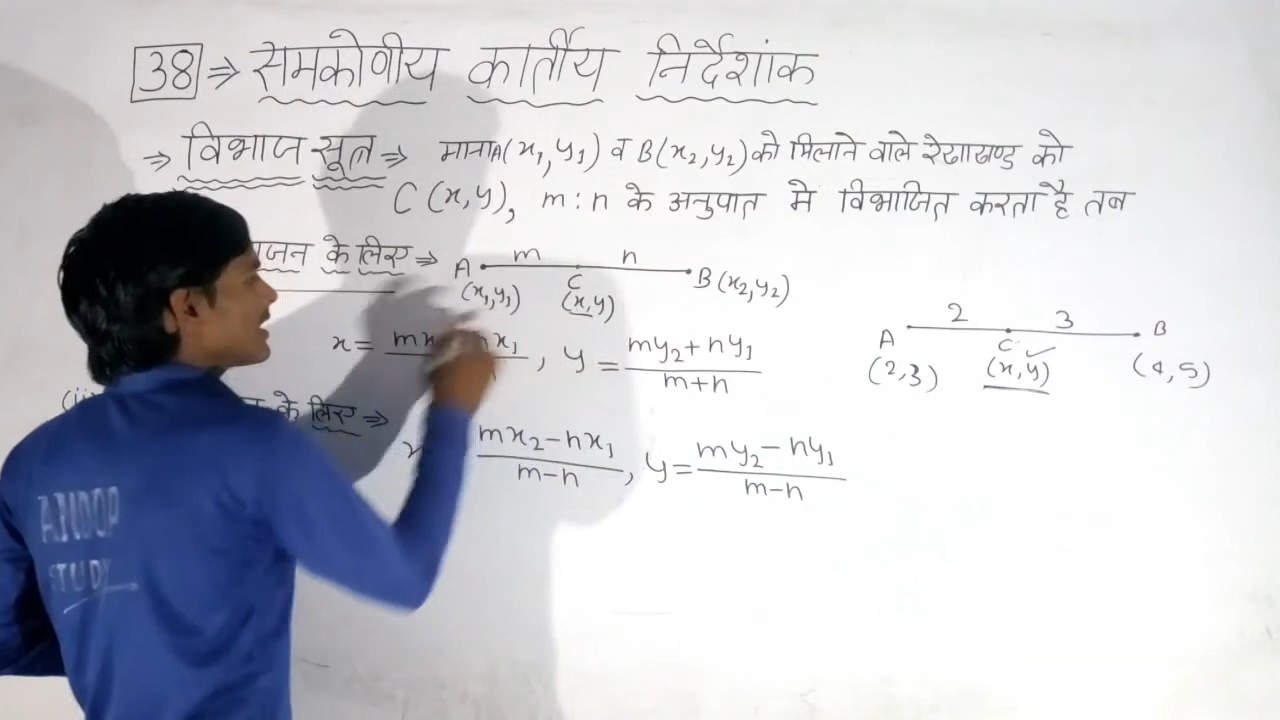 38 ⇒ समकोणीय कार्तीय निर्देशांक
⇒ विभाज सूत्र ⇒ माना A(x₁,y₁) व B(x₂,y₂) को मिलाने वाले रेखाखण्ड को
C (x,y), m:n के अनुपात मे विभाजित करता है तब
के लिए ⇒ A m n B(x₂,y₂)
(x₁,y₁) C (x,y)
2 3
A C B
(2,3) (x,y) ✓ (4,5)
x= , y = my₂+ny₁ / m+n
के लिए ⇒
mx₂-nx₁ / m-n , y= my₂-ny₁ / m-n
ANOOP
STUDY